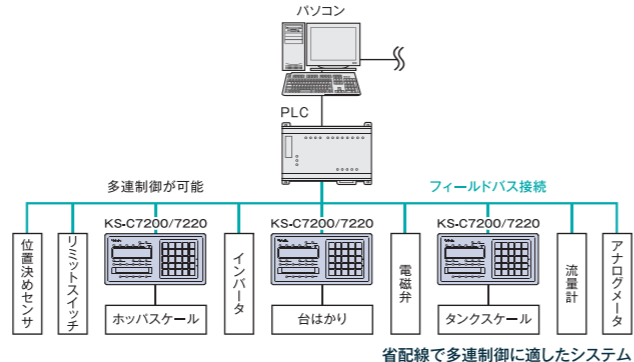 パソコン
PLC
多連制御が可能
フィールドバス接続
KS-C7200/7220
KS-C7200/7220
KS-C7200/7220
位置決めセンサ
リミットスイッチ
ホッパスケール
インバータ
台はかり
電磁弁
タンクスケール
流量計
アナログメータ
省配線で多連制御に適したシステム